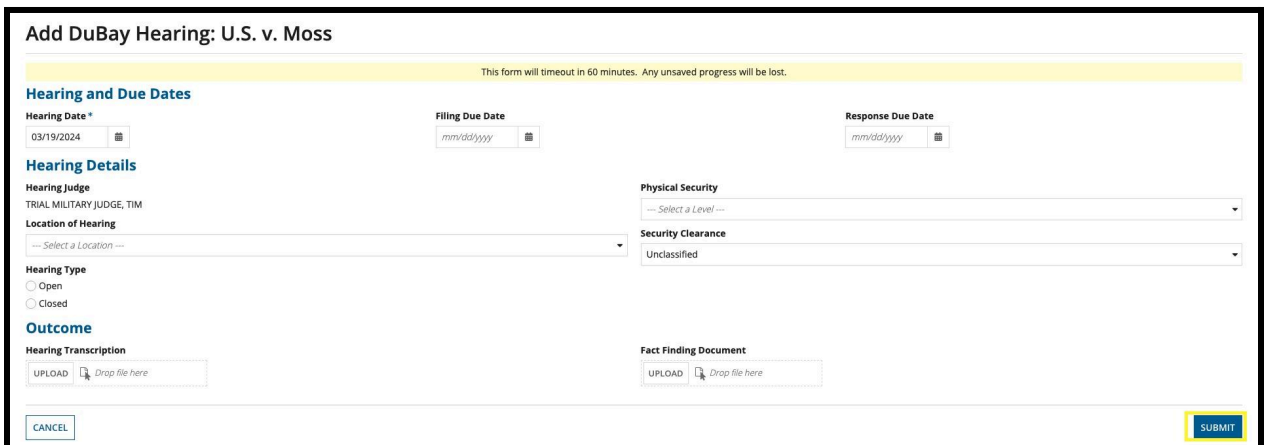 Add DuBay Hearing: U.S. v. Moss
This form will timeout in 60 minutes. Any unsaved progress will be lost.
Hearing and Due Dates
Hearing Date *
Filing Due Date
Response Due Date
03/19/2024
mm/dd/yyyy
mm/dd/yyyy
Hearing Details
Hearing Judge
TRIAL MILITARY JUDGE, TIM
Location of Hearing
--- Select a Location ---
Hearing Type
Open
Closed
Physical Security
--- Select a Level ---
Security Clearance
Unclassified
Outcome
Hearing Transcription
UPLOAD Drop file here
Fact Finding Document
UPLOAD Drop file here
CANCEL
SUBMIT